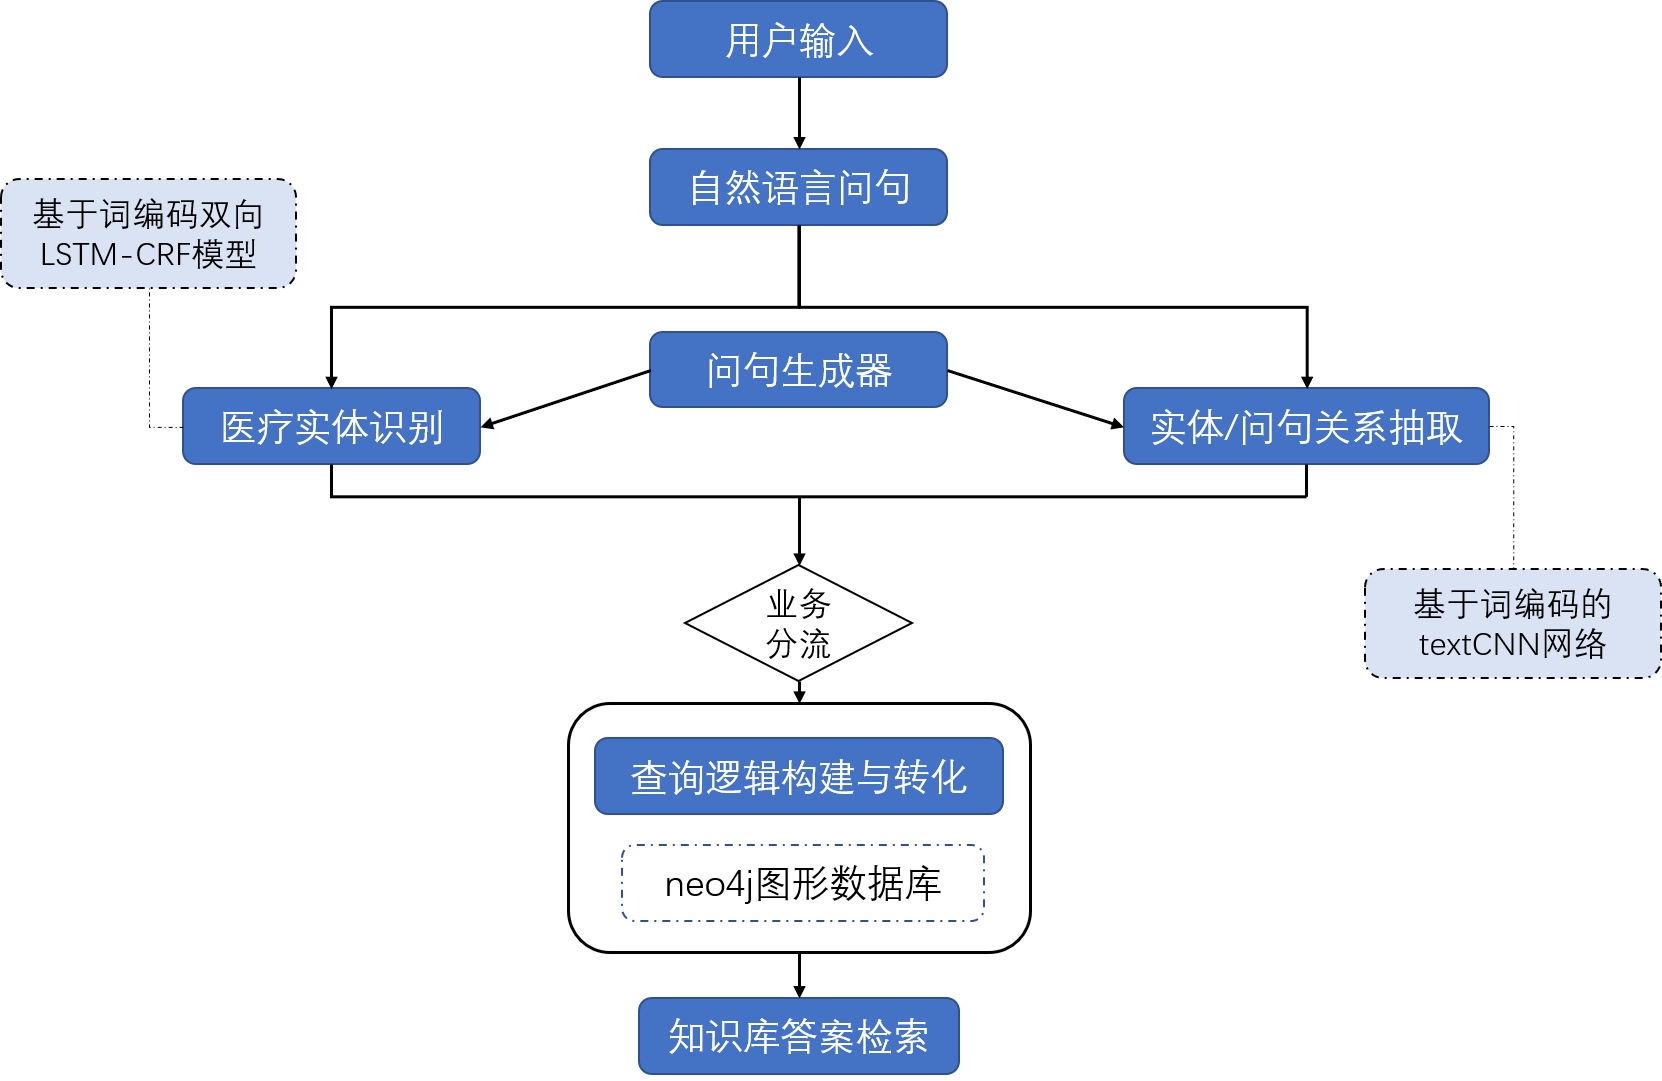 用户输入
自然语言问句
基于词编码双向
LSTM-CRF模型
问句生成器
医疗实体识别
实体/问句关系抽取
业务
分流
基于词编码的
textCNN网络
查询逻辑构建与转化
neo4j图形数据库
知识库答案检索